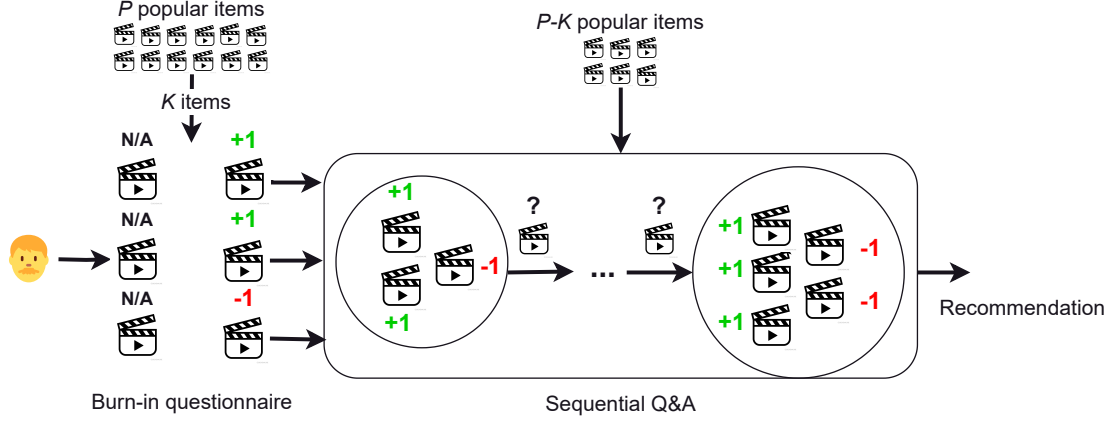 P popular items
P-K popular items
K items
N/A +1
N/A +1
N/A -1
+1
-1
+1
?
...
?
+1
-1
+1
-1
+1
Recommendation
Burn-in questionnaire
Sequential Q&A